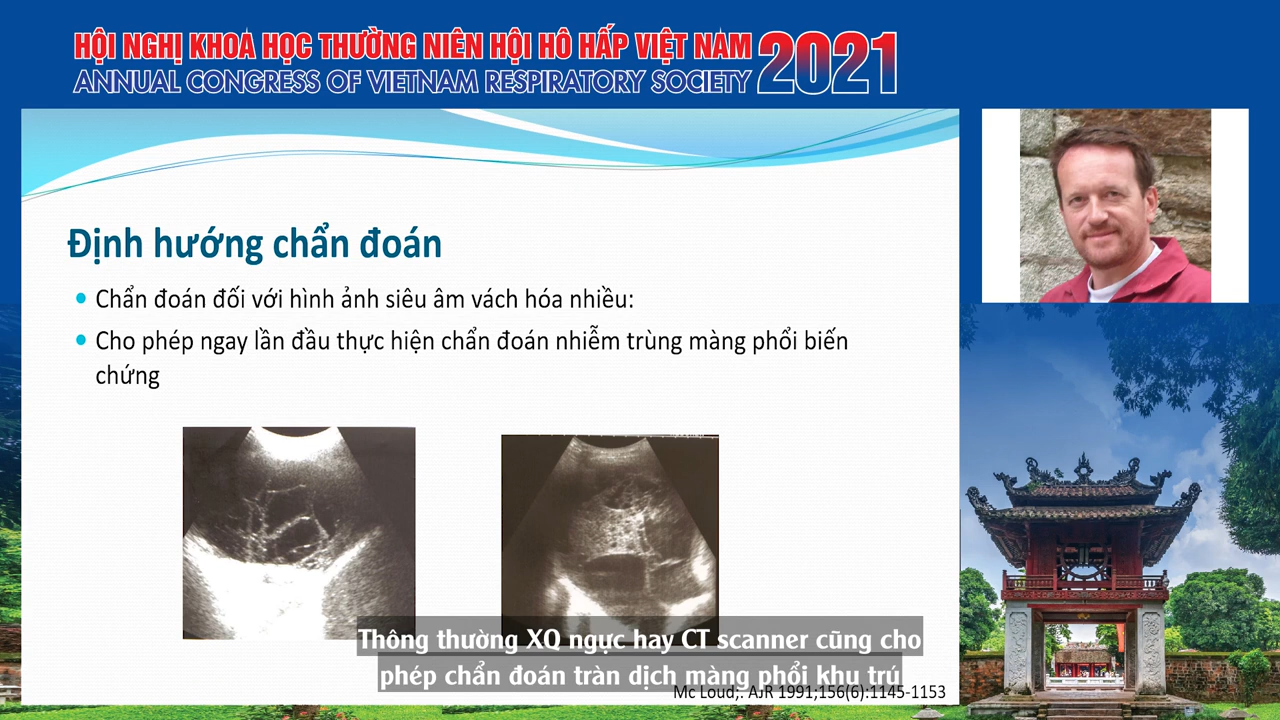 HỘI NGHỊ KHOA HỌC THƯỜNG NIÊN HỘI HÔ HẤP VIỆT NAM 2021
ANNUAL CONGRESS OF VIETNAM RESPIRATORY SOCIETY
Định hướng chẩn đoán
Chẩn đoán đối với hình ảnh siêu âm vách hóa nhiều:
Cho phép ngay lần đầu thực hiện chẩn đoán nhiễm trùng màng phổi biến
chứng
Thông thường XQ ngực hay CT scanner cũng cho
phép chẩn đoán tràn dịch màng phổi khu trú
Mc Loud;. AJR 1991;156(6):1145-1153